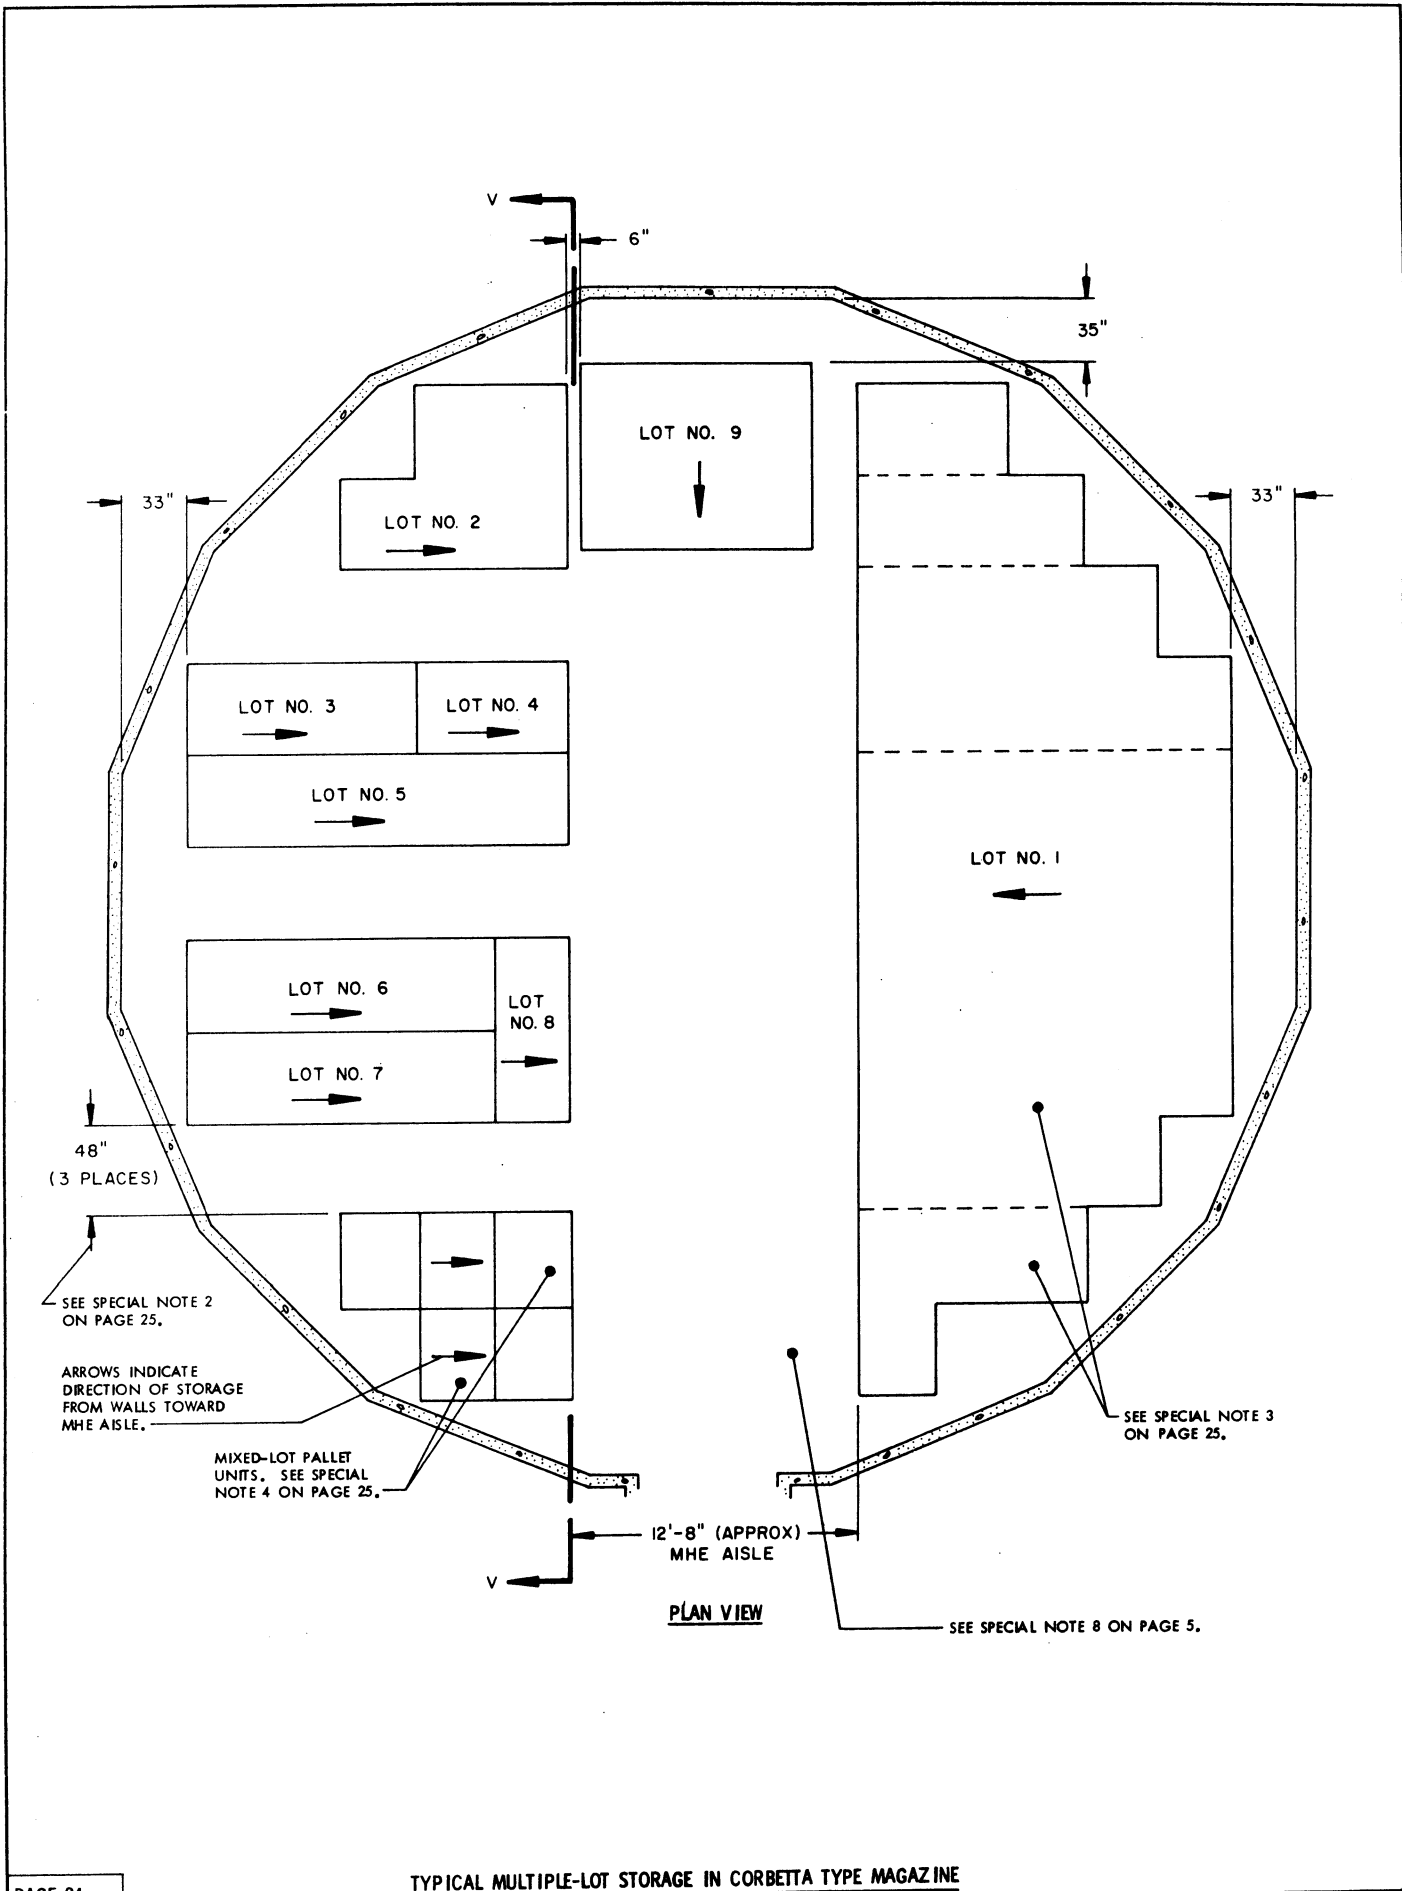 V
6"
35"
LOT NO. 9
33"
33"
LOT NO. 2
LOT NO. 3
LOT NO. 4
LOT NO. 5
LOT NO. 1
LOT NO. 6
LOT
NO. 8
LOT NO. 7
48"
(3 PLACES)
SEE SPECIAL NOTE 2
ON PAGE 25.
ARROWS INDICATE
DIRECTION OF STORAGE
FROM WALLS TOWARD
MHE AISLE.
MIXED-LOT PALLET
UNITS. SEE SPECIAL
NOTE 4 ON PAGE 25.
SEE SPECIAL NOTE 3
ON PAGE 25.
12'-8" (APPROX)
MHE AISLE
V
PLAN VIEW
SEE SPECIAL NOTE 8 ON PAGE 5.
TYPICAL MULTIPLE-LOT STORAGE IN CORBETTA TYPE MAGAZINE